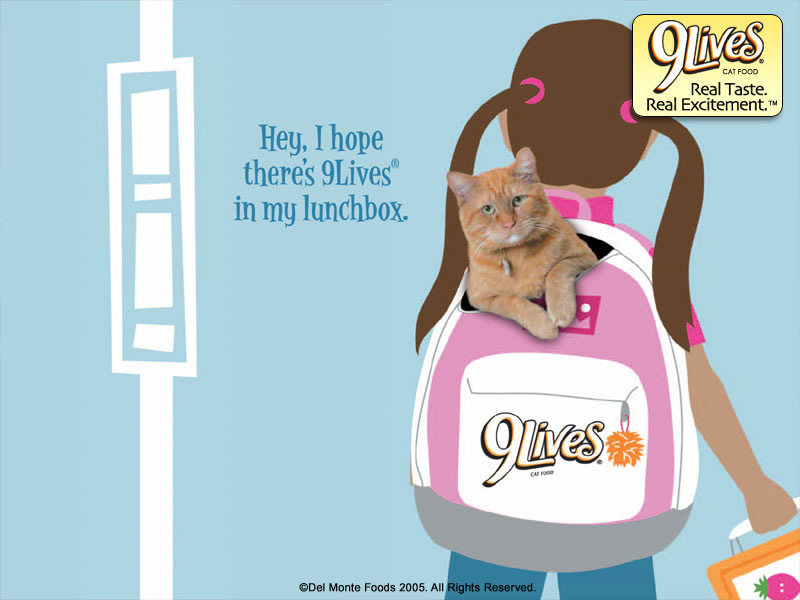 9Lives®
CAT FOOD
Real Taste.
Real Excitement.™
Hey, I hope
there's 9Lives®
in my lunchbox.
9Lives®
CAT FOOD
©Del Monte Foods 2005. All Rights Reserved.